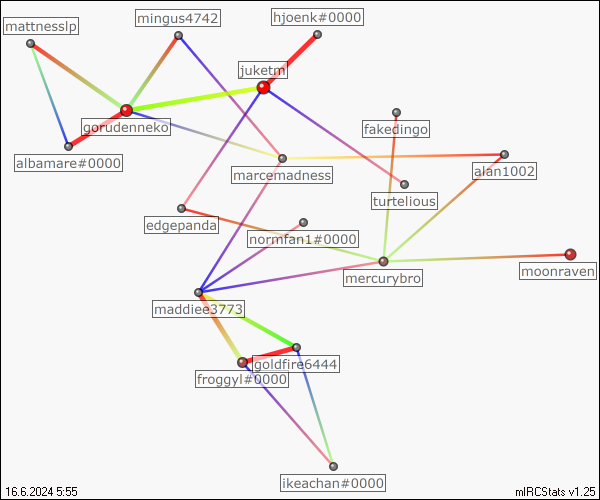 mattnesslp
mingus4742
hjoenk#0000
juketm
gorudenneko
fakedingo
albamare#0000
marcemadness
alan1002
turtelious
edgepanda
normfan1#0000
mercurybro
moonraven
maddiee3773
goldfire6444
froggyl#0000
ikeachan#0000
16.6.2024 5:55
mIRCStats v1.25